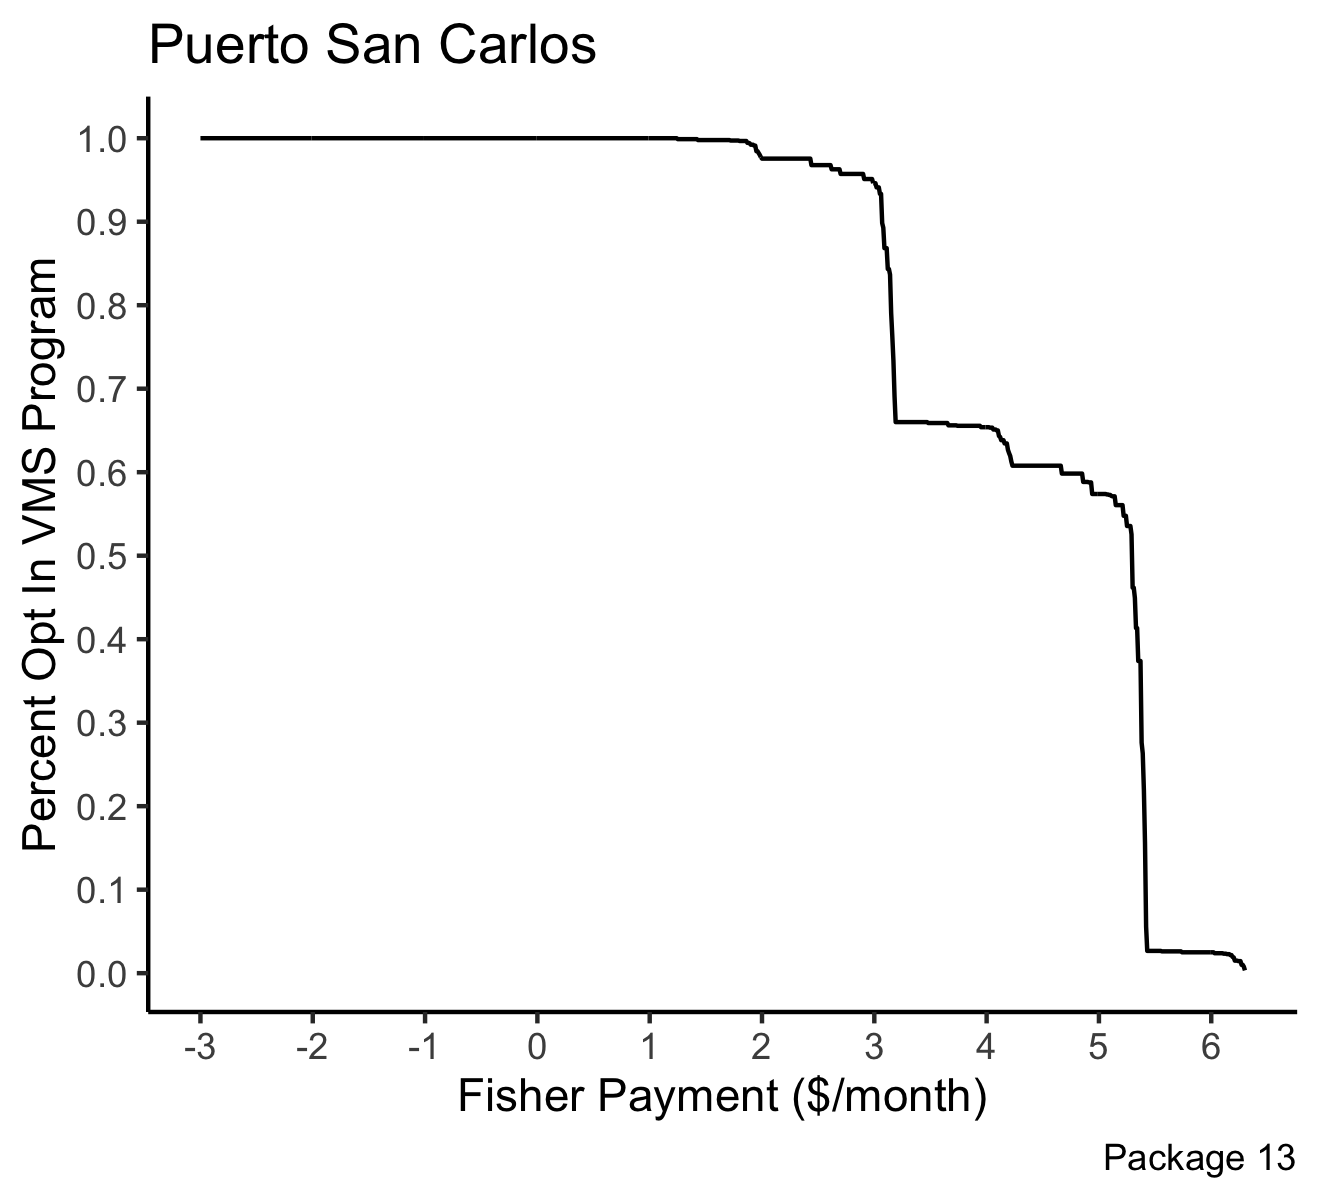 Puerto San Carlos
Percent Opt In VMS Program
1.0
0.9
0.8
0.7
0.6
0.5
0.4
0.3
0.2
0.1
0.0
-3 -2 -1 0 1 2 3 4 5 6
Fisher Payment ($/month)
Package 13